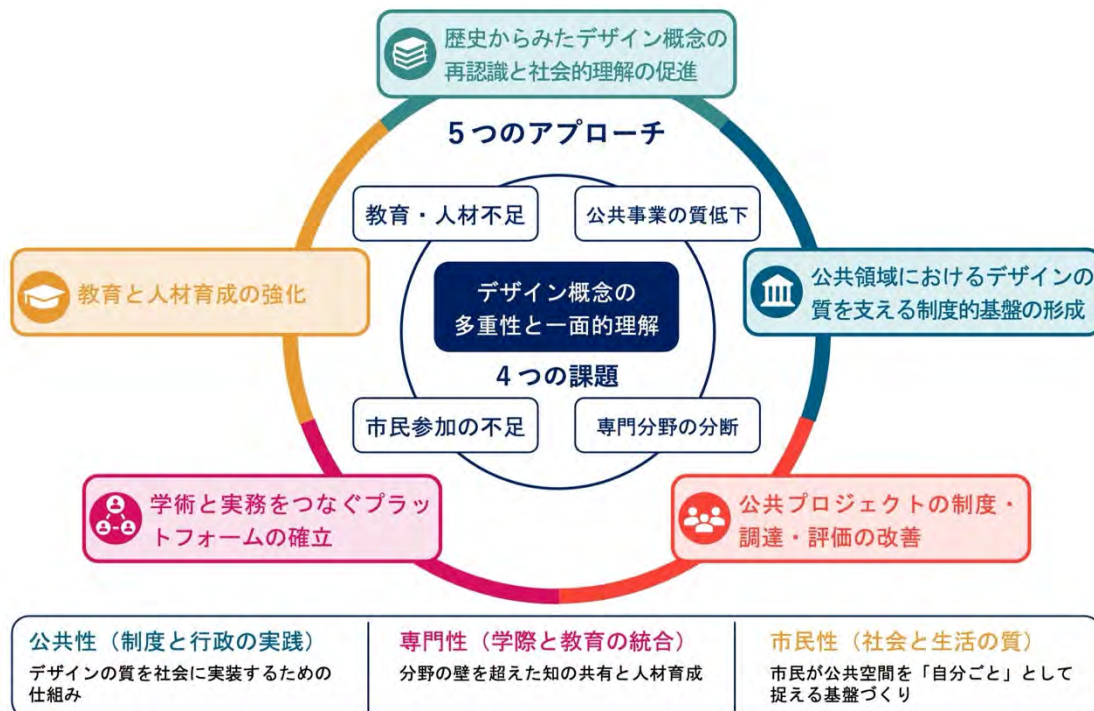 歴史からみたデザイン概念の
再認識と社会的理解の促進
5つのアプローチ
教育・人材不足
公共事業の質低下
教育と人材育成の強化
デザイン概念の
多重性と一面的理解
公共領域におけるデザインの
質を支える制度的基盤の形成
4つの課題
市民参加の不足
専門分野の分断
学術と実務をつなぐプラッ
トフォームの確立
公共プロジェクトの制度・
調達・評価の改善
公共性（制度と行政の実践）
デザインの質を社会に実装するための
仕組み
専門性（学際と教育の統合）
分野の壁を超えた知の共有と人材育成
市民性（社会と生活の質）
市民が公共空間を「自分ごと」として
捉える基盤づくり